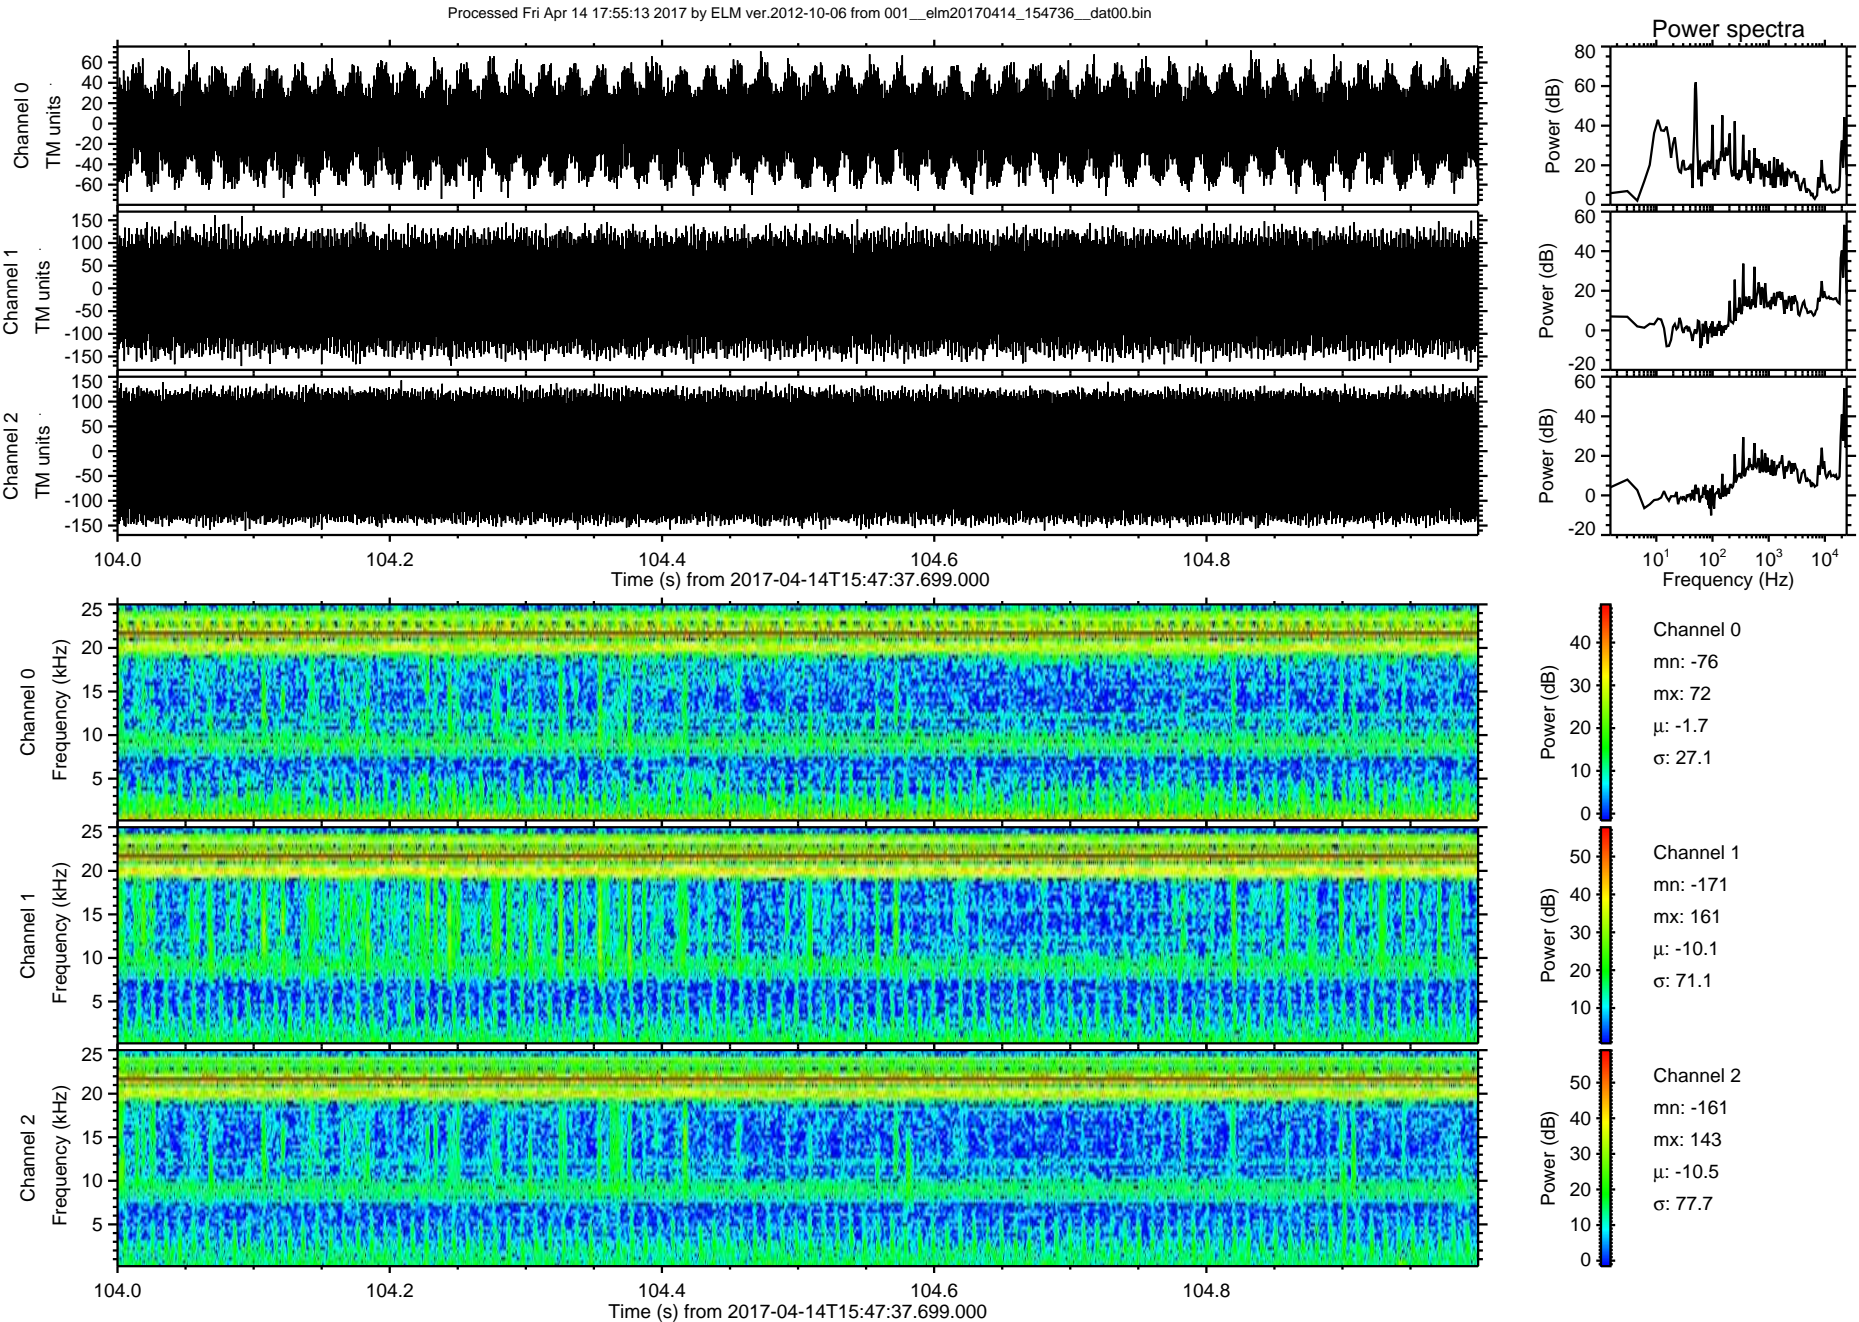 Processed Fri Apr 14 17:55:13 2017 by ELM ver.2012-10-06 from 001__elm20170414_154736__dat00.bin
Power spectra
Channel 0
TM units
60
40
20
0
-20
-40
-60
Power (dB)
80
60
40
20
0
Channel 1
TM units
150
100
50
0
-50
-100
-150
Power (dB)
60
40
20
0
-20
Channel 2
TM units
150
100
50
0
-50
-100
-150
Power (dB)
60
40
20
0
-20
104.0 104.2 104.4 104.6 104.8
Time (s) from 2017-04-14T15:47:37.699.000
10^1 10^2 10^3 10^4
Frequency (Hz)
Channel 0
Frequency (kHz)
25
20
15
10
5
Power (dB)
40
30
20
10
0
Channel 0
mn: -76
mx: 72
µ: -1.7
σ: 27.1
Channel 1
Frequency (kHz)
25
20
15
10
5
Power (dB)
50
40
30
20
10
Channel 1
mn: -171
mx: 161
µ: -10.1
σ: 71.1
Channel 2
Frequency (kHz)
25
20
15
10
5
Power (dB)
50
40
30
20
10
0
Channel 2
mn: -161
mx: 143
µ: -10.5
σ: 77.7
104.0 104.2 104.4 104.6 104.8
Time (s) from 2017-04-14T15:47:37.699.000